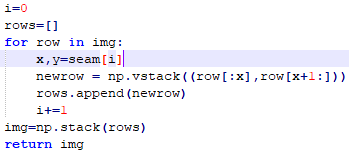 i=0
rows=[]
for row in img:
    x,y=seam[i]
    newrow = np.vstack((row[:x],row[x+1:]))
    rows.append(newrow)
    i+=1
img=np.stack(rows)
return img